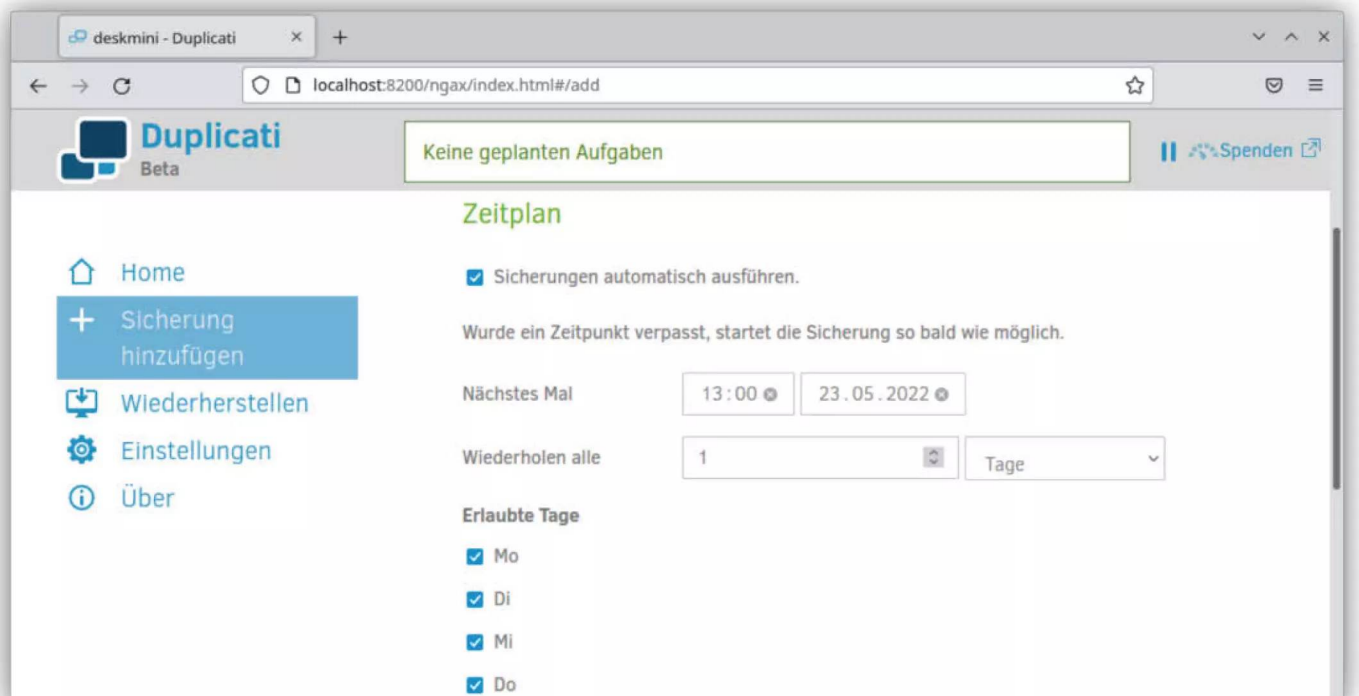 deskmini - Duplicati
localhost:8200/ngax/index.html#/add
Duplicati
Beta
Keine geplanten Aufgaben
Spenden
Home
Sicherung
hinzufügen
Wiederherstellen
Einstellungen
Über
Zeitplan
Sicherungen automatisch ausführen.
Wurde ein Zeitpunkt verpasst, startet die Sicherung so bald wie möglich.
Nächstes Mal 13:00 23.05.2022
Wiederholen alle 1 Tage
Erlaubte Tage
Mo
Di
Mi
Do